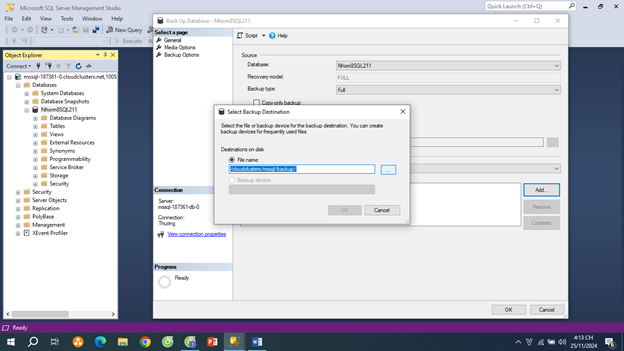 Microsoft SQL Server Management Studio
Quick Launch (Ctrl+Q)
File Edit View Tools Window Help
New Query
Execute
Object Explorer
Connect
mssql-187361-0.cloudclusters.net,1005
Databases
System Databases
Database Snapshots
Nhom8SQL211
Database Diagrams
Tables
Views
External Resources
Synonyms
Programmability
Service Broker
Storage
Security
Security
Server Objects
Replication
PolyBase
Management
XEvent Profiler
Back Up Database - Nhom8SQL211
Select a page
General
Media Options
Backup Options
Connection
Server:
mssql-187361-db-0
Connection:
Thương
View connection properties
Progress
Ready
Script Help
Source
Database: Nhom8SQL211
Recovery model: FULL
Backup type: Full
Copy-only backup
Add...
Remove
Contents
OK Cancel
Select Backup Destination
Select the file or backup device for the backup destination. You can create
backup devices for frequently used files.
Destinations on disk
File name:
/cloudclusters/mssql/backup/
...
Backup device:
OK Cancel
Ready
4:13 CH
25/11/2024